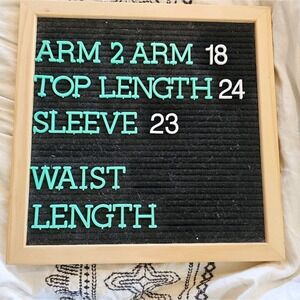 ARM 2 ARM 18
TOP LENGTH 24
SLEEVE 23
WAIST
LENGTH